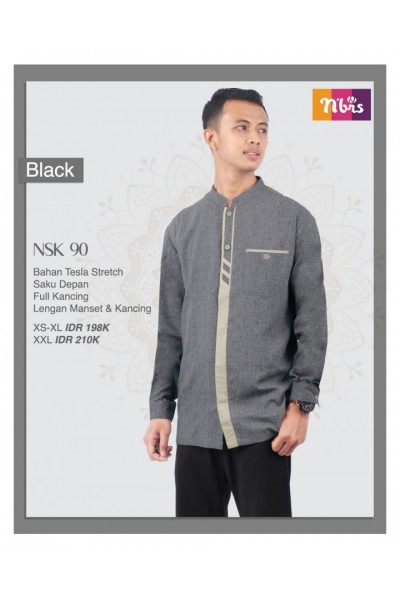 Nbrs
Black
NSK 90
Bahan Tesla Stretch
Saku Depan
Full Kancing
Lengan Manset & Kancing
XS-XL IDR 198K
XXL IDR 210K